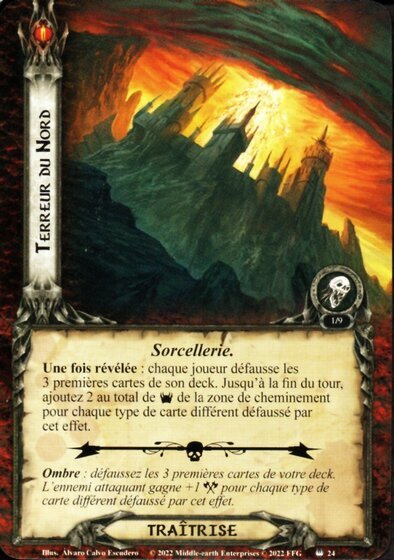 TERREUR DU NORD
1/9
Sorcellerie.
Une fois révélée : chaque joueur défausse les
3 premières cartes de son deck. Jusqu'à la fin du tour,
ajoutez 2 au total de de la zone de cheminement
pour chaque type de carte différent défaussé par
cet effet.
Ombre : défaussez les 3 premières cartes de votre deck.
L'ennemi attaquant gagne +1 pour chaque type de
carte différent défaussé par cet effet.
TRAÎTRISE
Illus. Álvaro Calvo Escudero © 2022 Middle-earth Enterprises © 2022 FFG 24